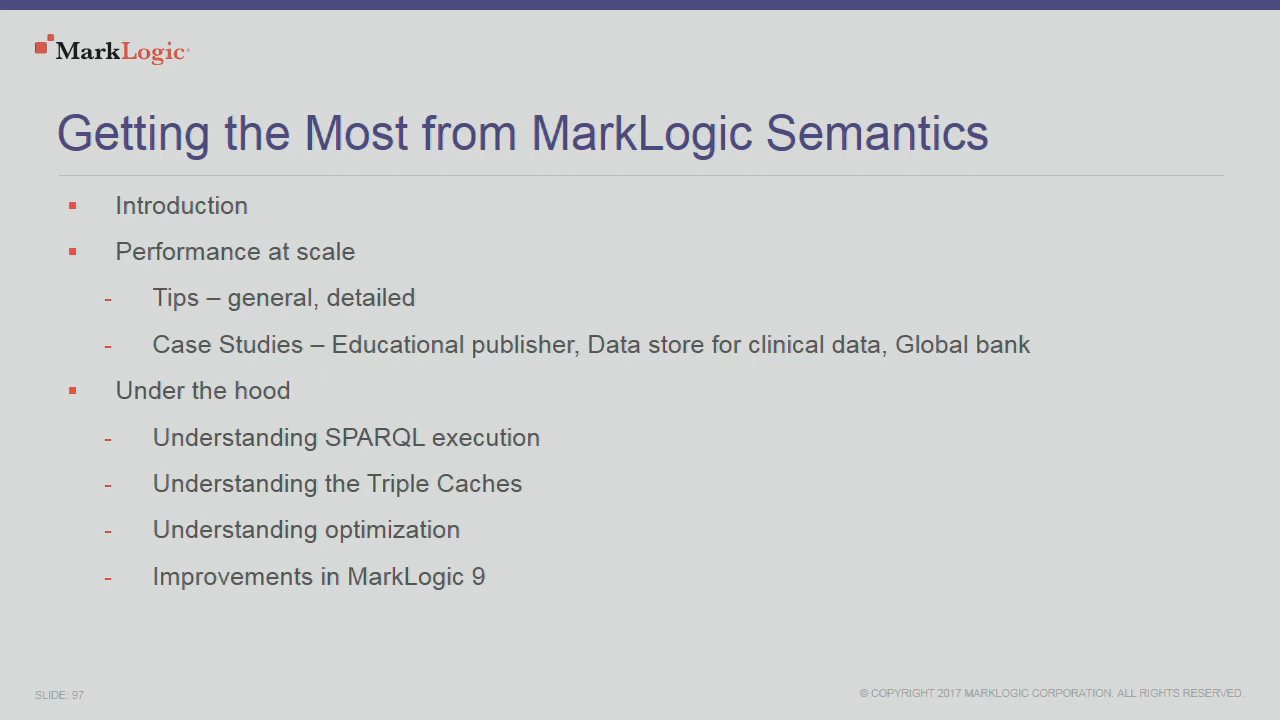 MarkLogic
Getting the Most from MarkLogic Semantics
▪ Introduction
▪ Performance at scale
- Tips – general, detailed
- Case Studies – Educational publisher, Data store for clinical data, Global bank
▪ Under the hood
- Understanding SPARQL execution
- Understanding the Triple Caches
- Understanding optimization
- Improvements in MarkLogic 9
SLIDE: 97
© COPYRIGHT 2017 MARKLOGIC CORPORATION. ALL RIGHTS RESERVED.